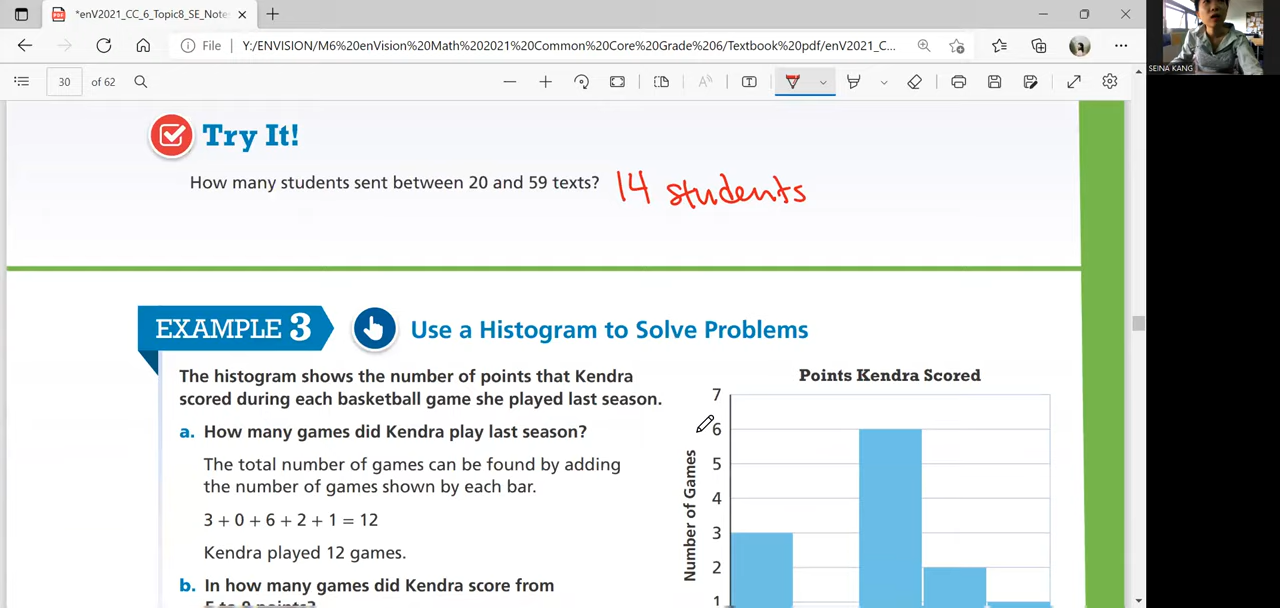 *enV2021_CC_6_Topic8_SE_Note
File
Y:/ENVISION/M6%20enVision%20Math%202021%20Common%20Core%20Grade%206/Textbook%20pdf/enV2021_C...
SEINA KANG
30 of 62
Try It!
How many students sent between 20 and 59 texts? 14 students
EXAMPLE 3 Use a Histogram to Solve Problems
The histogram shows the number of points that Kendra
scored during each basketball game she played last season.
a. How many games did Kendra play last season?
The total number of games can be found by adding
the number of games shown by each bar.
3 + 0 + 6 + 2 + 1 = 12
Kendra played 12 games.
b. In how many games did Kendra score from
5 to 9 points?
Points Kendra Scored
Number of Games
7
6
5
4
3
2
1